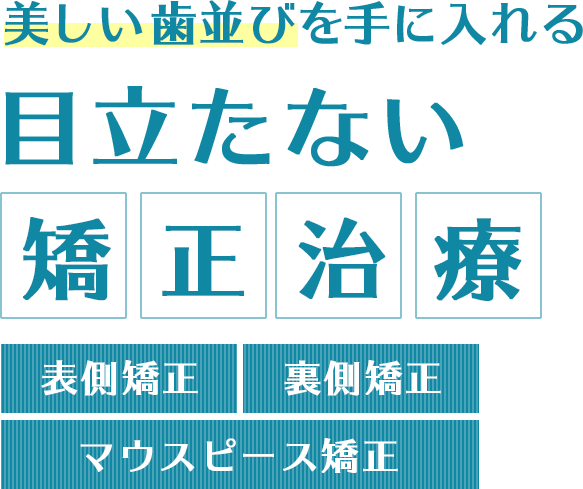 美しい歯並びを手に入れる
目立たない
矯正治療
表側矯正 裏側矯正
マウスピース矯正